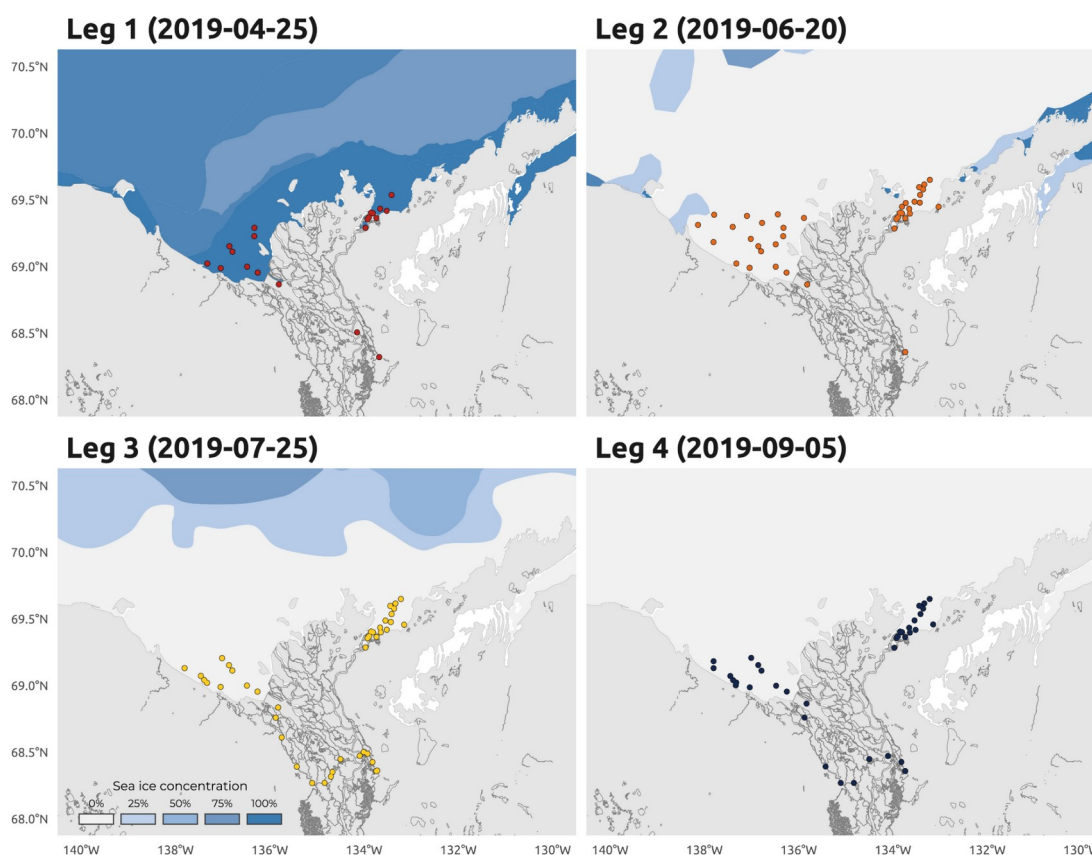 Leg 1 (2019-04-25)
Leg 2 (2019-06-20)
70.5°N
70.0°N
69.5°N
69.0°N
68.5°N
68.0°N
Leg 3 (2019-07-25)
Leg 4 (2019-09-05)
70.5°N
70.0°N
69.5°N
69.0°N
68.5°N
68.0°N
Sea ice concentration
0% 25% 50% 75% 100%
140°W 138°W 136°W 134°W 132°W 130°W
140°W 138°W 136°W 134°W 132°W 130°W